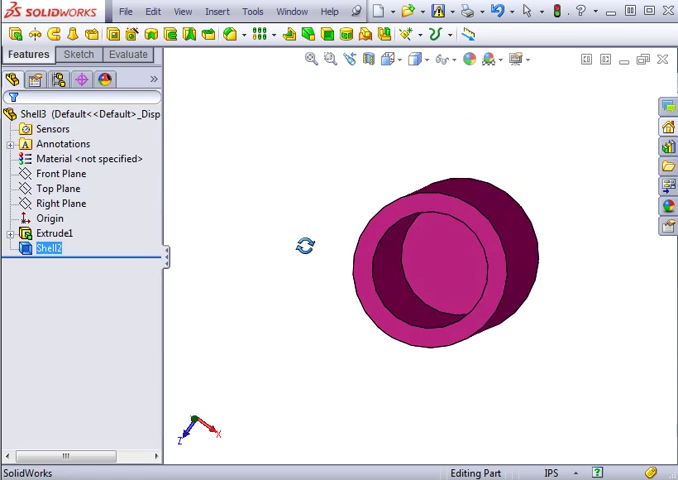 SOLIDWORKS File Edit View Insert Tools Window Help
Features Sketch Evaluate
Shell3 (Default<<Default>_Disp
Sensors
A Annotations
Material <not specified>
Front Plane
Top Plane
Right Plane
Origin
Extrude1
Shell2
Z X
SolidWorks Editing Part IPS